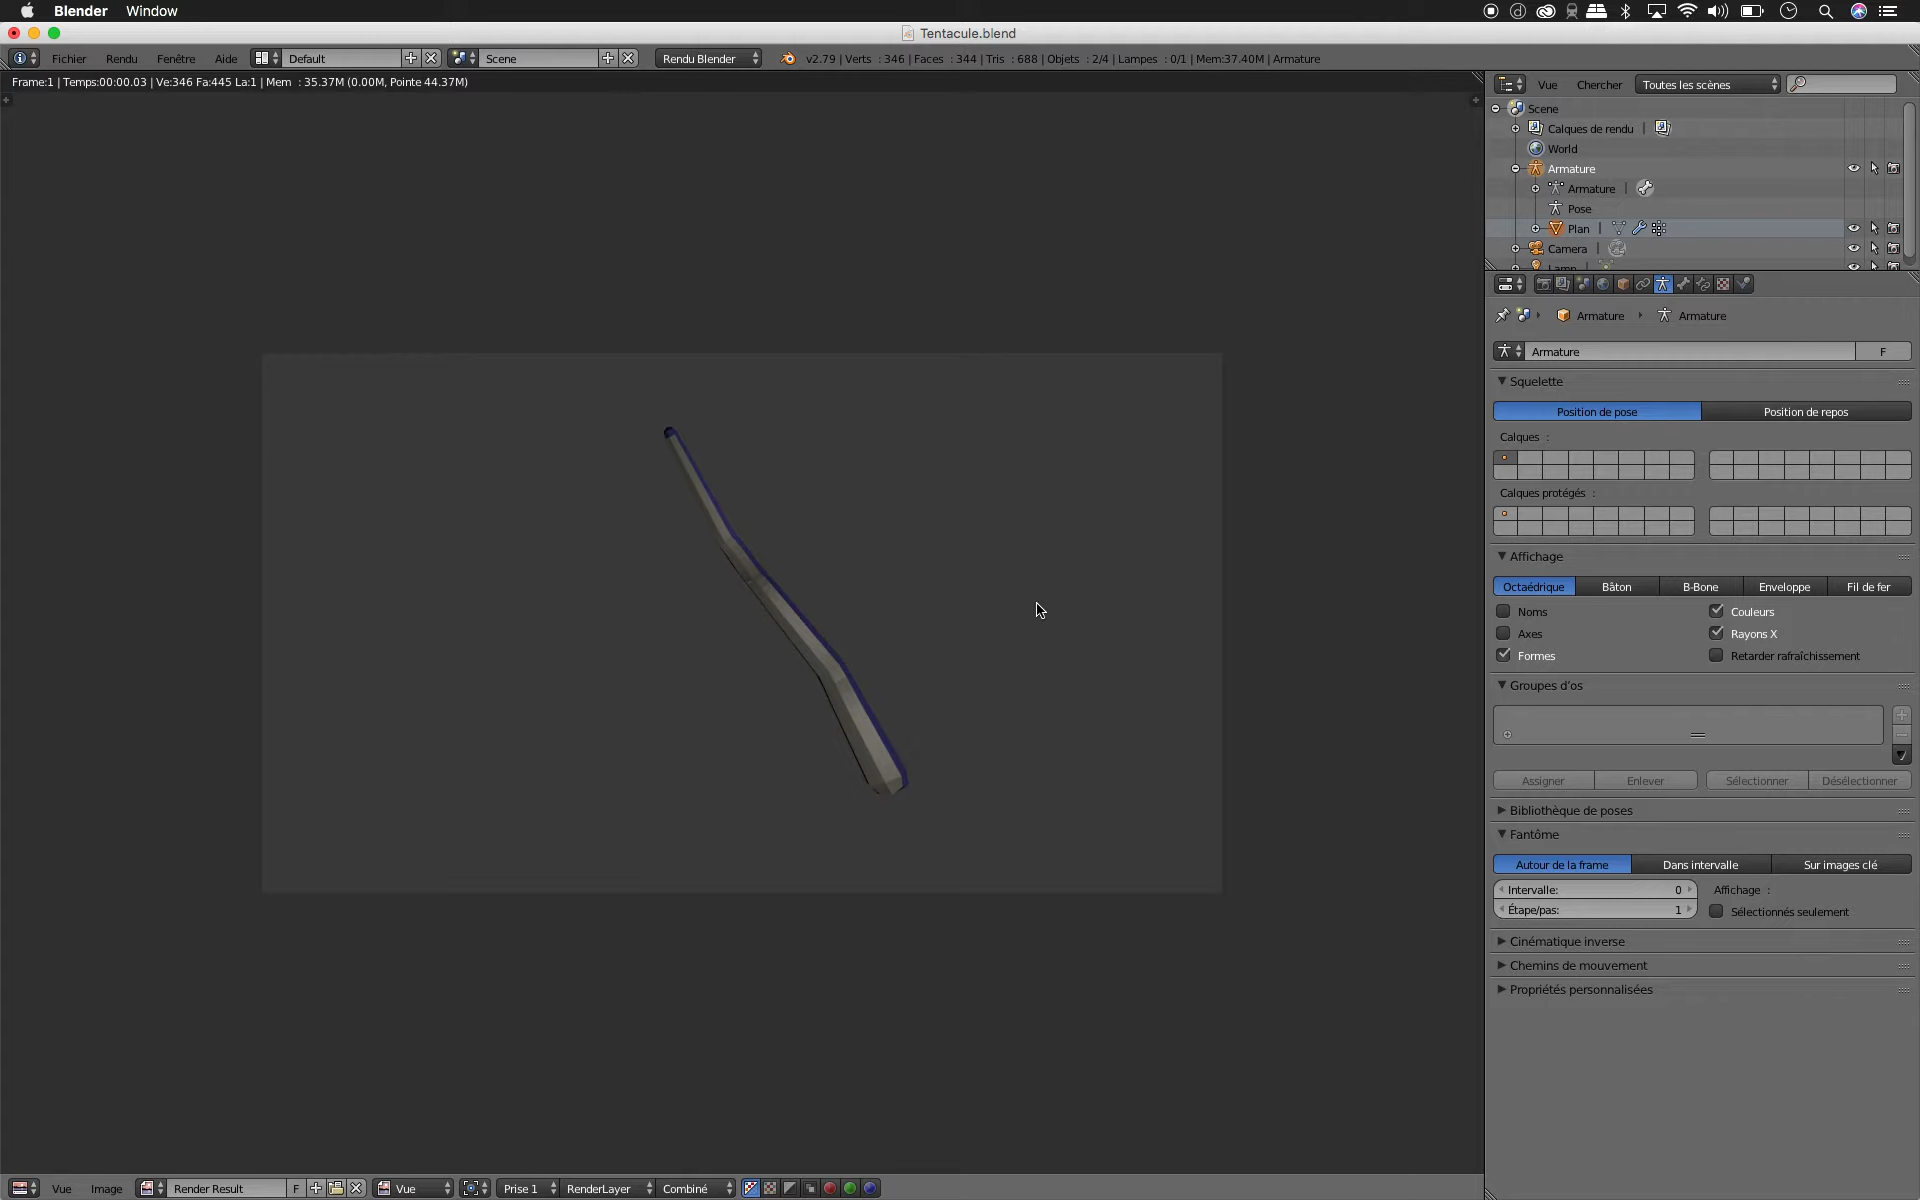 Blender Window
Tentacule.blend
Fichier Rendu Fenêtre Aide Default Scene Rendu Blender v2.79 | Verts : 346 | Faces : 344 | Tris : 688 | Objets : 2/4 | Lampes : 0/1 | Mem:37.40M | Armature
Frame:1 | Temps:00:00.03 | Ve:346 Fa:445 La:1 | Mem : 35.37M (0.00M, Pointe 44.37M)
Vue Chercher Toutes les scènes
Scene
Calques de rendu |
World
Armature
Armature |
Pose
Plan |
Camera |
Lamp
Armature Armature
Armature F
Squelette
Position de pose Position de repos
Calques :
Calques protégés :
Affichage
Octaédrique Bâton B-Bone Enveloppe Fil de fer
Noms Couleurs
Axes Rayons X
Formes Retarder rafraîchissement
Groupes d'os
Assigner Enlever Sélectionner Désélectionner
Bibliothèque de poses
Fantôme
Autour de la frame Dans intervalle Sur images clé
Intervalle: 0 Affichage :
Étape/pas: 1 Sélectionnés seulement
Cinématique inverse
Chemins de mouvement
Propriétés personnalisées
Vue Image Render Result F Vue Prise 1 RenderLayer Combiné